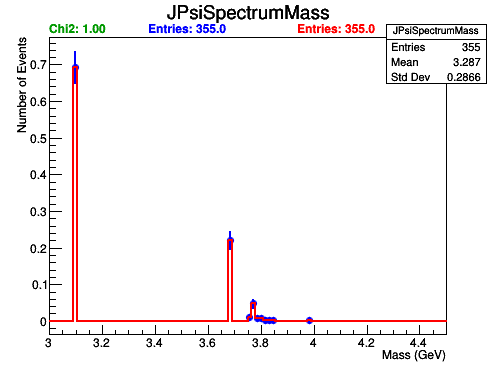 JPsiSpectrumMass
Chi2: 1.00 Entries: 355.0 Entries: 355.0
JPsiSpectrumMass
Entries 355
Mean 3.287
Std Dev 0.2866
Number of Events
0.7
0.6
0.5
0.4
0.3
0.2
0.1
0
3 3.2 3.4 3.6 3.8 4 4.2 4.4
Mass (GeV)